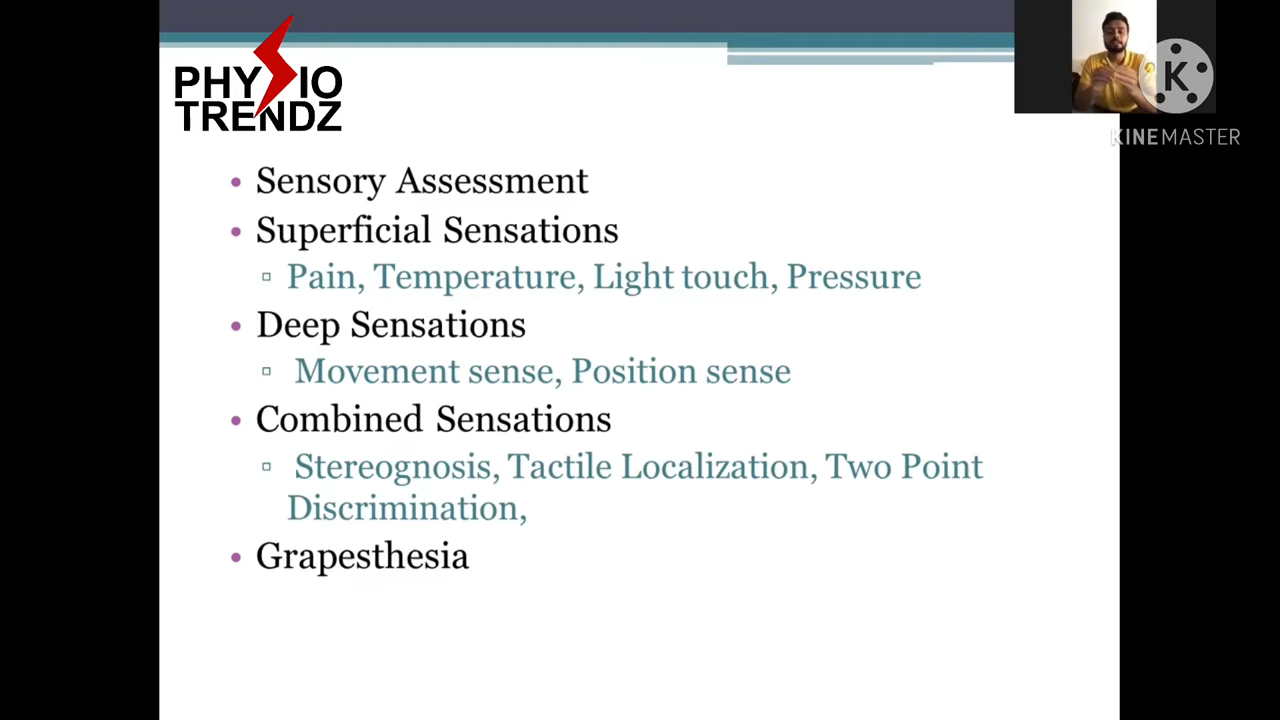 PHYSIO
TRENDZ
K
KINEMASTER
• Sensory Assessment
• Superficial Sensations
▫ Pain, Temperature, Light touch, Pressure
• Deep Sensations
▫ Movement sense, Position sense
• Combined Sensations
▫ Stereognosis, Tactile Localization, Two Point
Discrimination,
• Grapesthesia